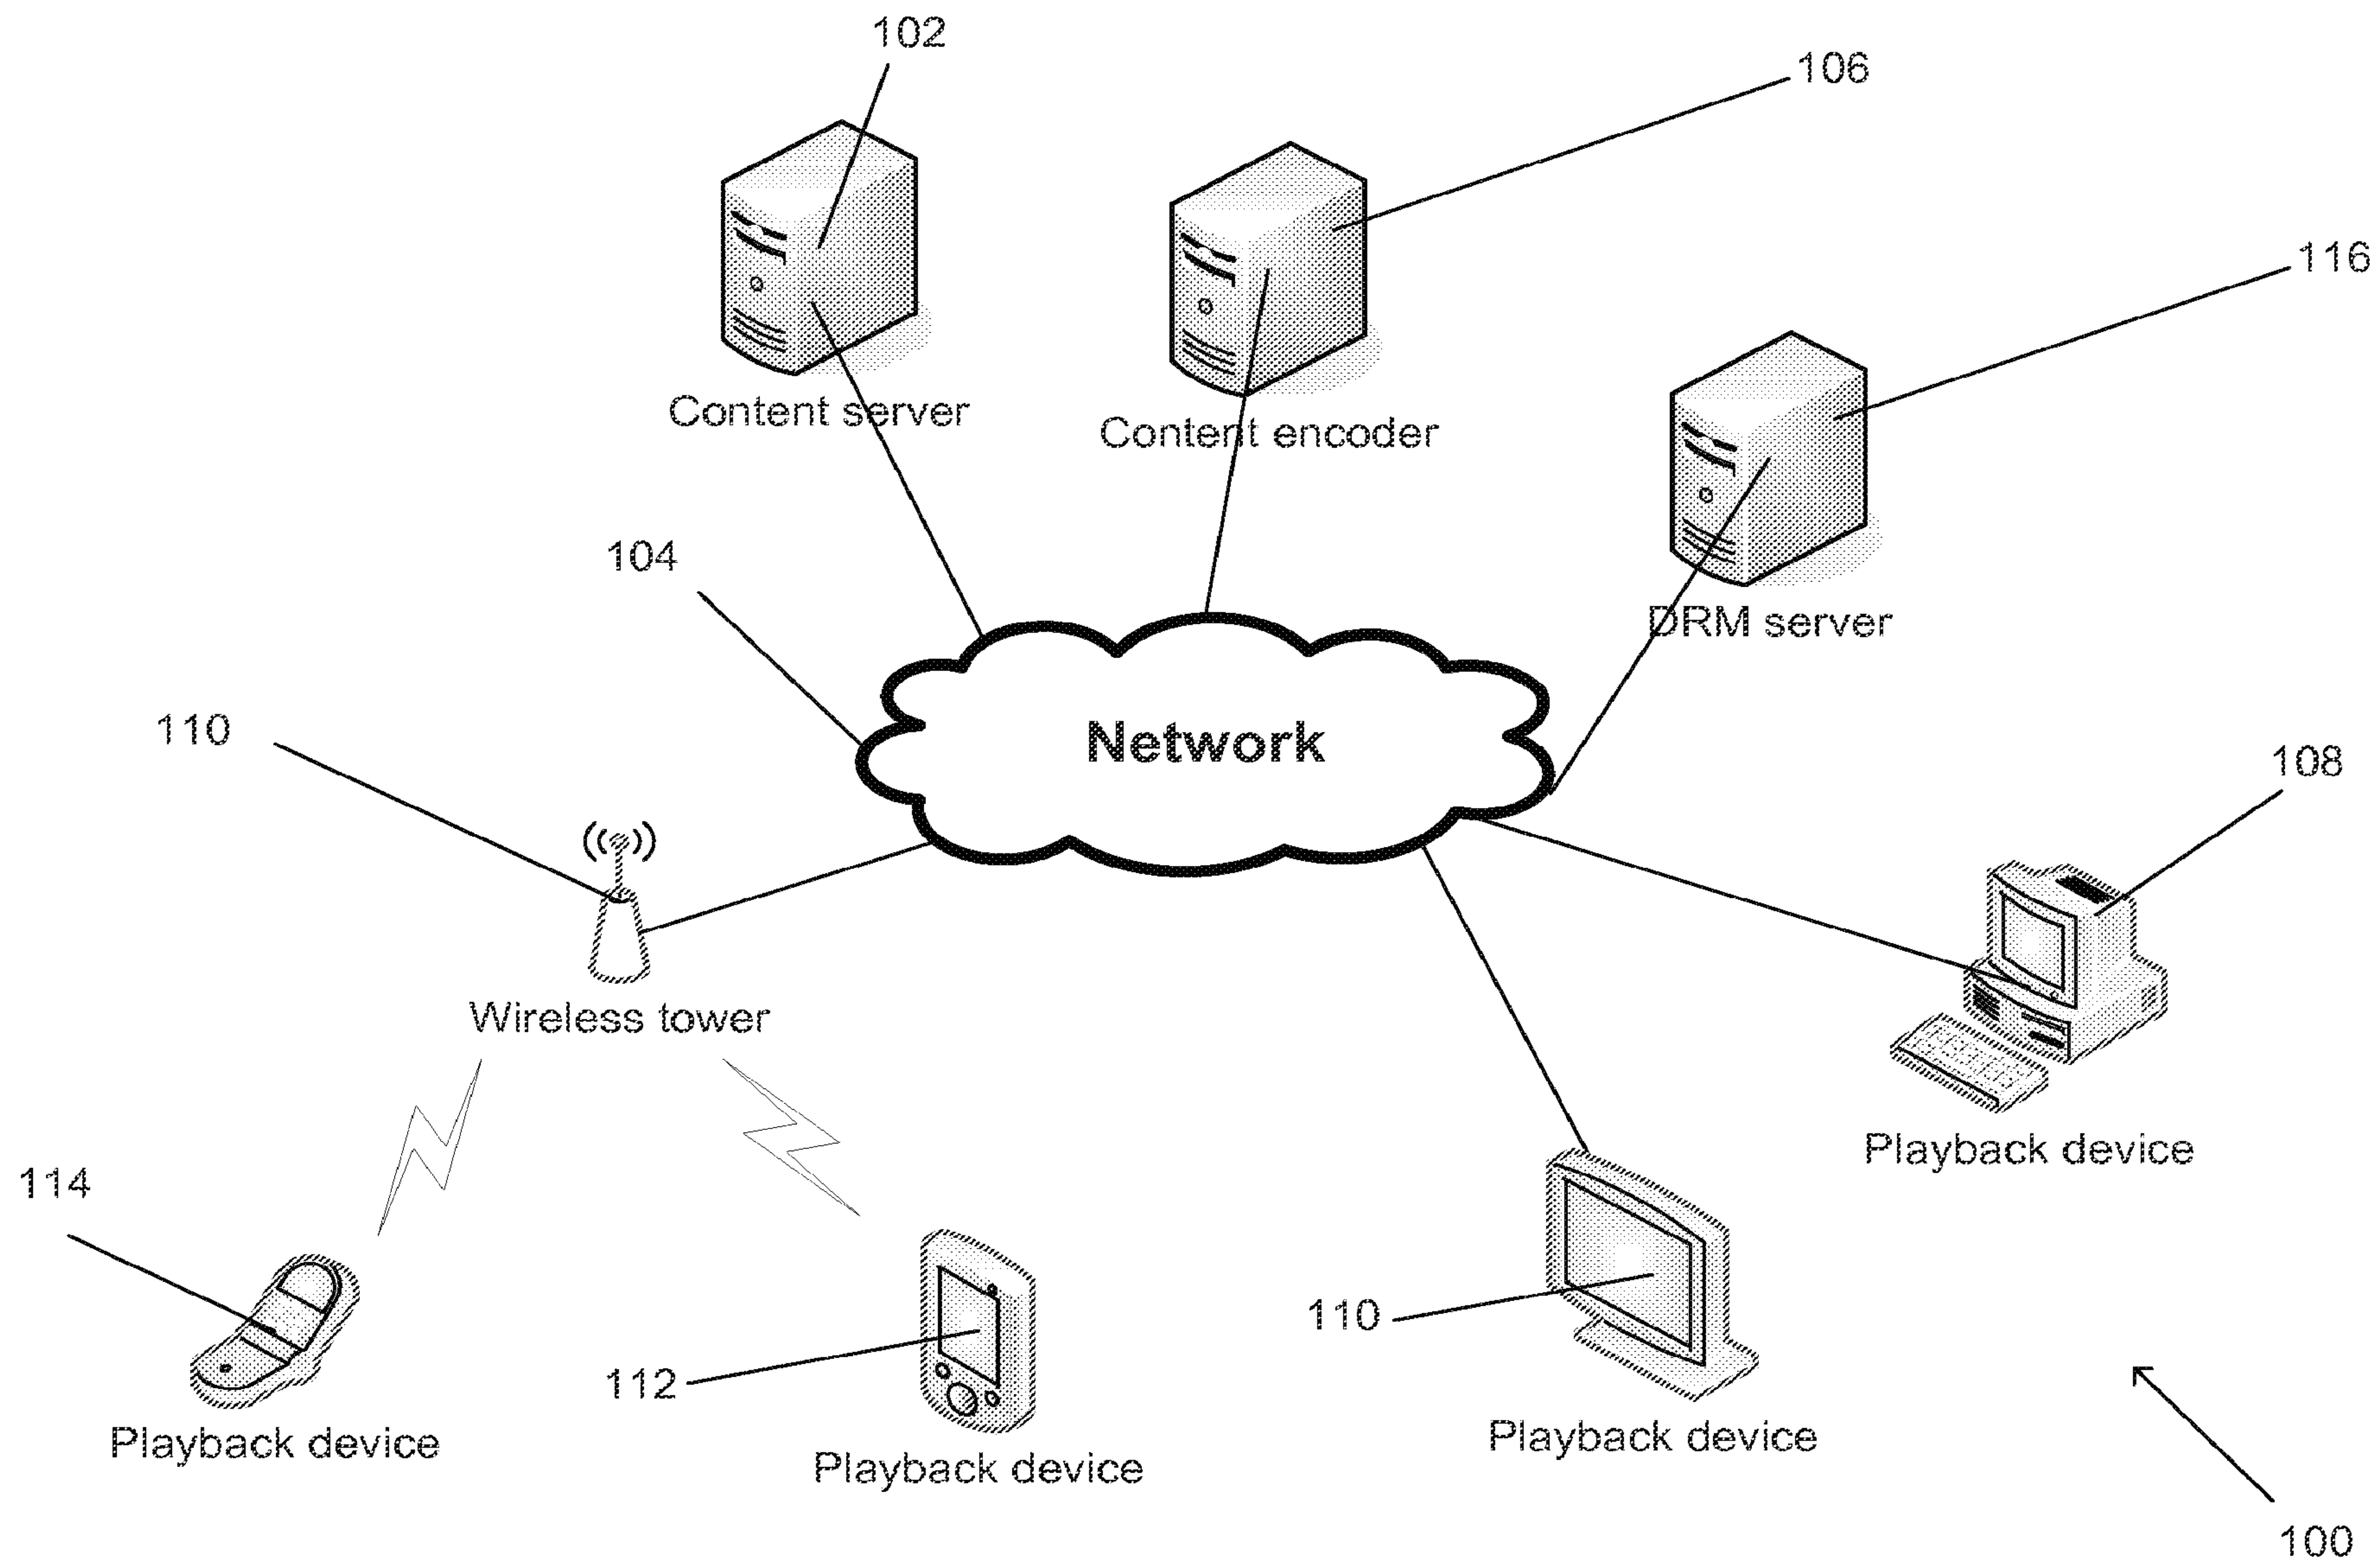 102
106
116
Content server
Content encoder
104
DRM server
110
Network
108
Wireless tower
Playback device
114
110
112
Playback device
Playback device
Playback device
100